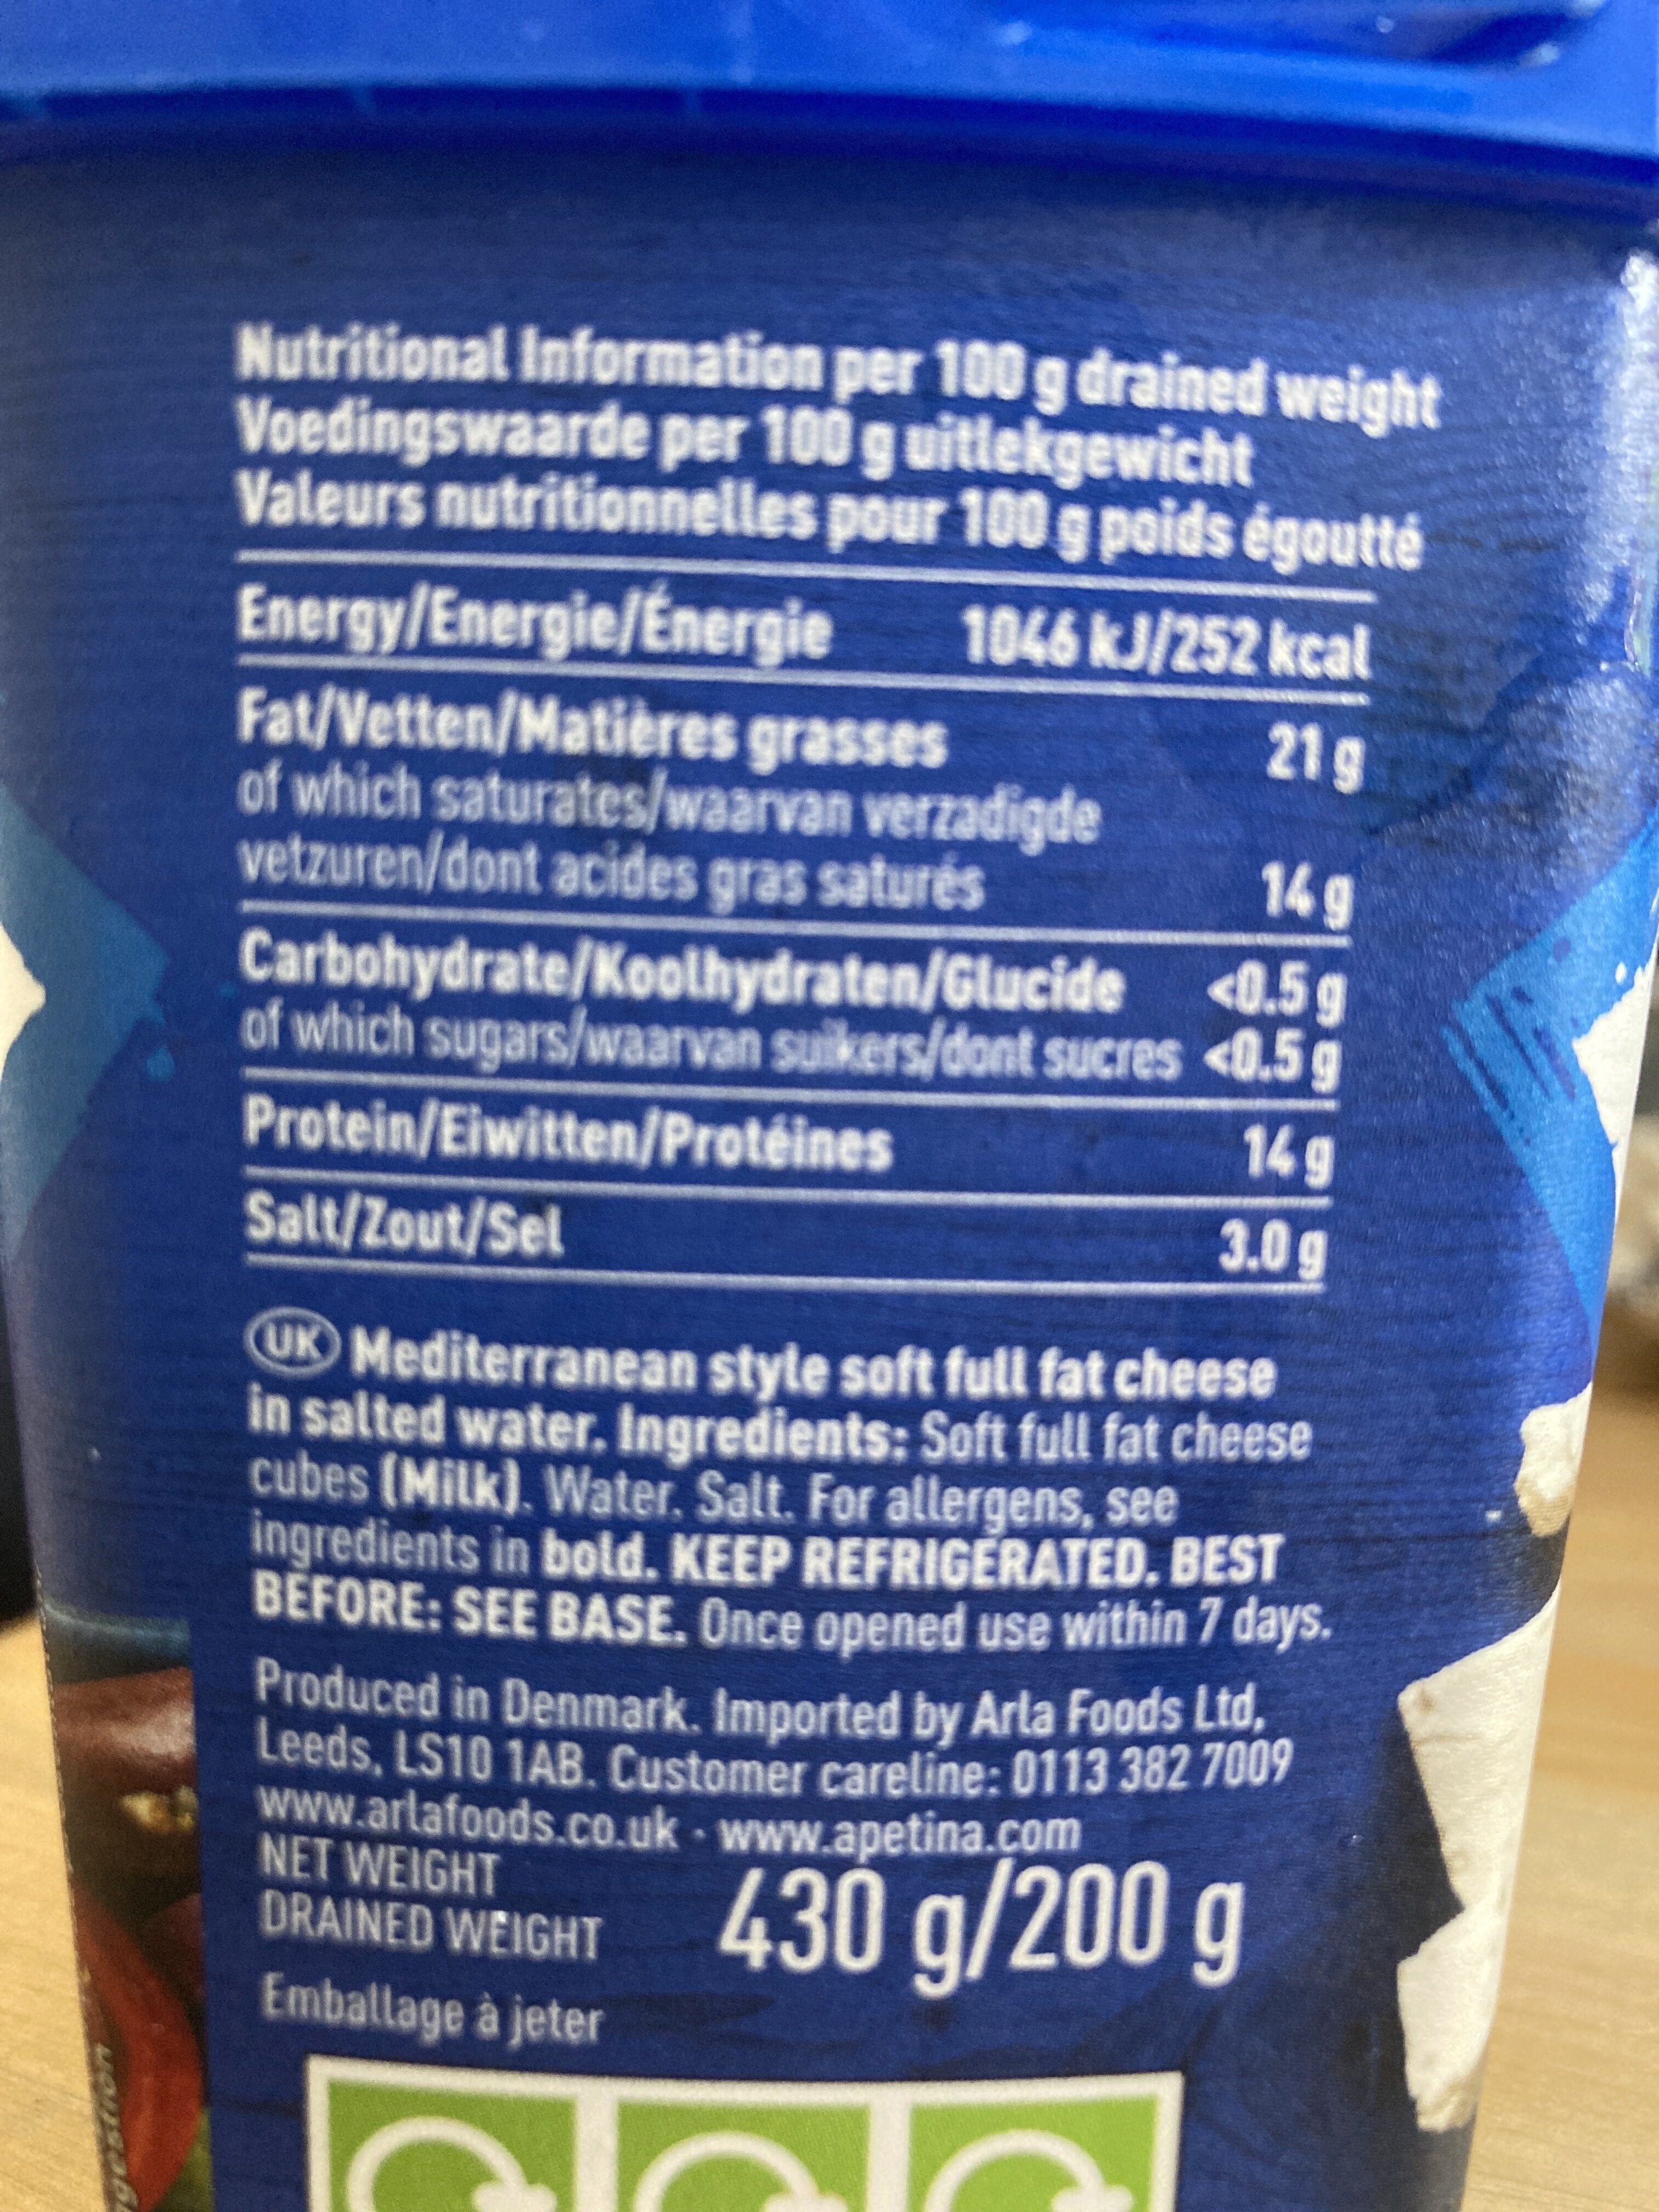 Nutritional Information per 100 g drained weight
Voedingswaarde per 100 g uitlekgewicht
Valeurs nutritionnelles pour 100 g poids égoutté
Energy/Energie/Énergie 1046 kJ/252 kcal
Fat/Vetten/Matières grasses 21 g
of which saturates/waarvan verzadigde
vetzuren/dont acides gras saturés 14 g
Carbohydrate/Koolhydraten/Glucide <0.5 g
of which sugars/waarvan suikers/dont sucres <0.5 g
Protein/Eiwitten/Protéines 14 g
Salt/Zout/Sel 3.0 g
UK Mediterranean style soft full fat cheese
in salted water. Ingredients: Soft full fat cheese
cubes (Milk). Water. Salt. For allergens, see
ingredients in bold. KEEP REFRIGERATED. BEST
BEFORE: SEE BASE. Once opened use within 7 days.
Produced in Denmark. Imported by Arla Foods Ltd,
Leeds, LS10 1AB. Customer careline: 0113 382 7009
www.arlafoods.co.uk · www.apetina.com
NET WEIGHT
DRAINED WEIGHT 430 g/200 g
Emballage à jeter